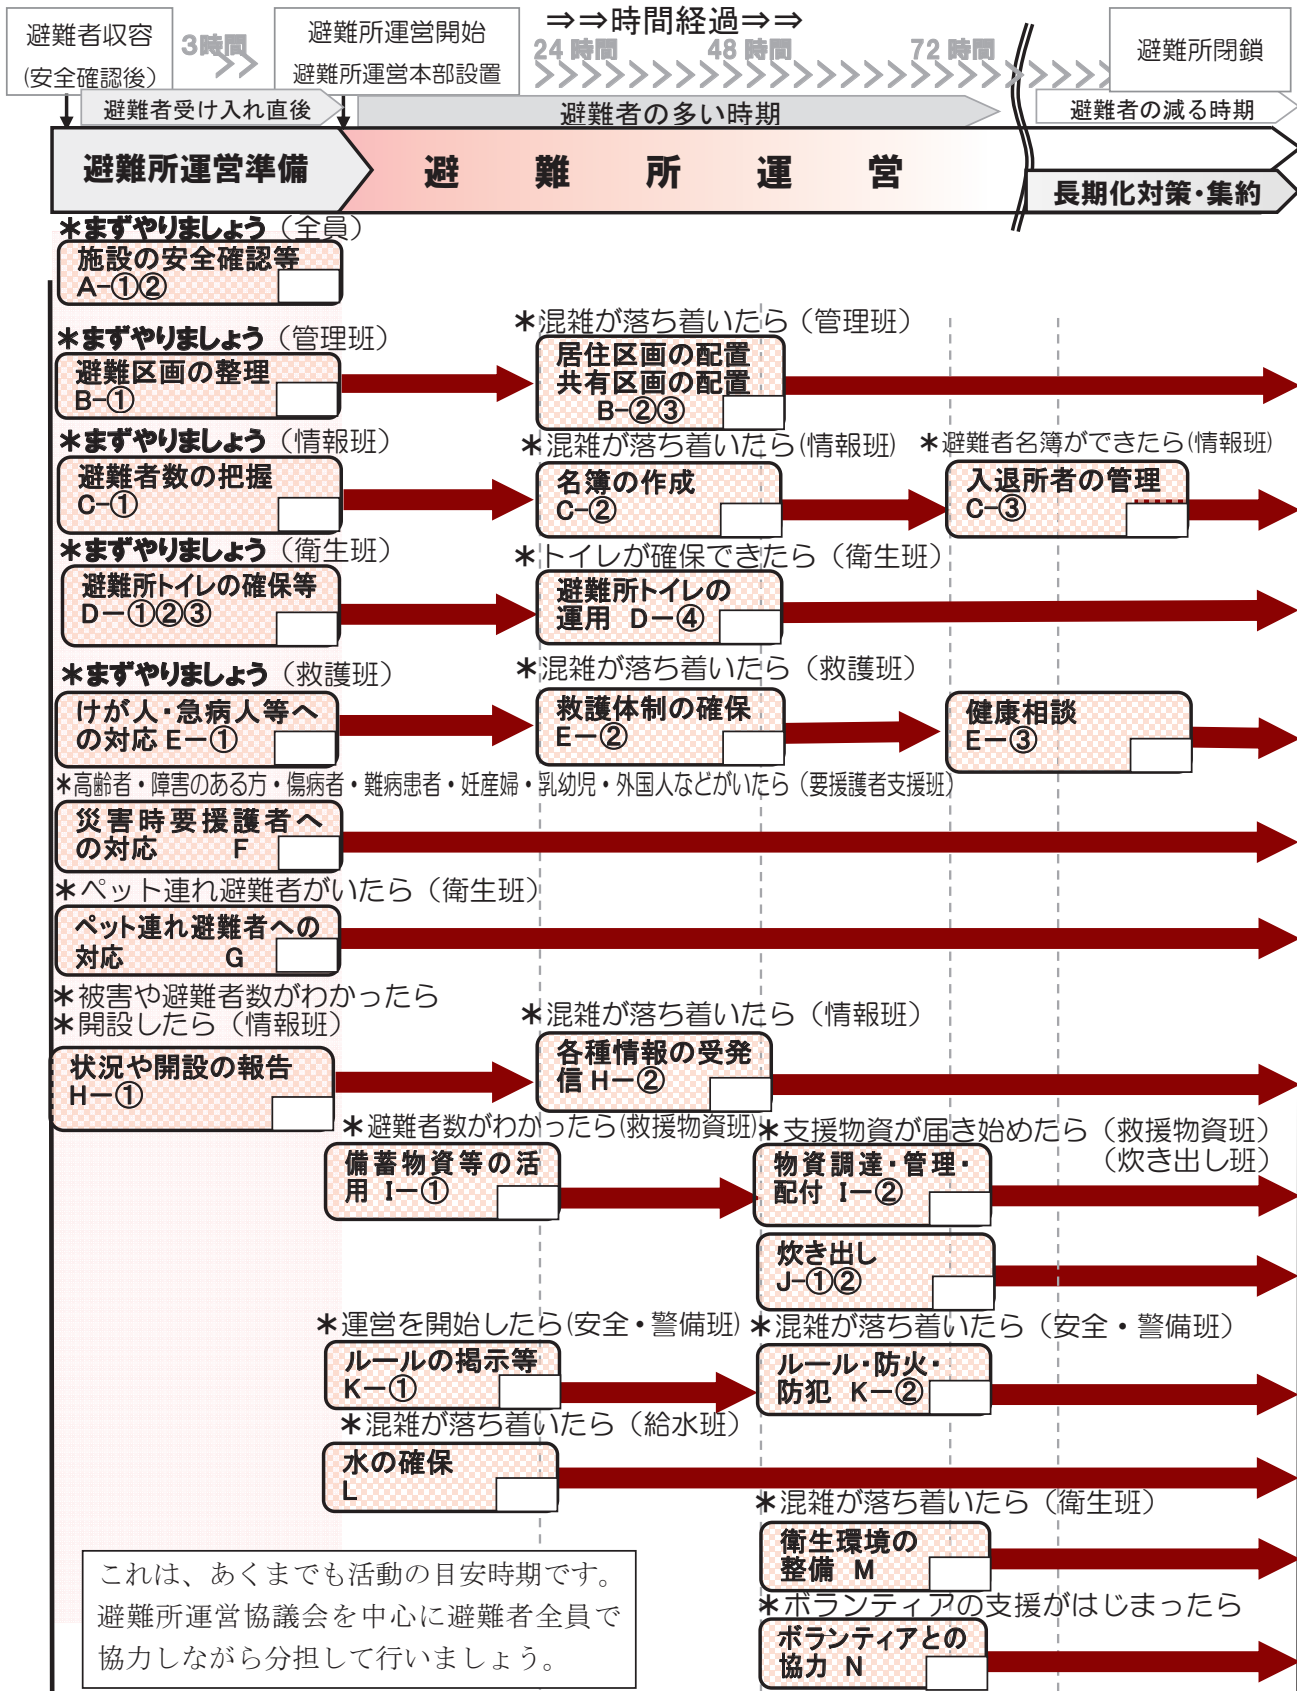 ⇒⇒時間経過⇒⇒
避難者収容
(安全確認後)
3時間
避難所運営開始
避難所運営本部設置
24 時間
48 時間
72 時間
避難所閉鎖
避難者受け入れ直後
避難者の多い時期
避難者の減る時期
避難所運営準備
避難所運営
長期化対策・集約
＊まずやりましょう（全員）
施設の安全確認等
A-①②
＊まずやりましょう（管理班）
避難区画の整理
B-①
＊混雑が落ち着いたら（管理班）
居住区画の配置
共有区画の配置
B-②③
＊まずやりましょう（情報班）
避難者数の把握
C-①
＊混雑が落ち着いたら(情報班)
名簿の作成
C-②
＊避難者名簿ができたら(情報班)
入退所者の管理
C-③
＊まずやりましょう（衛生班）
避難所トイレの確保等
D－①②③
＊トイレが確保できたら（衛生班）
避難所トイレの
運用 D－④
＊まずやりましょう（救護班）
けが人・急病人等へ
の対応 E－①
＊混雑が落ち着いたら（救護班）
救護体制の確保
E－②
健康相談
E－③
＊高齢者・障害のある方・傷病者・難病患者・妊産婦・乳幼児・外国人などがいたら（要援護者支援班）
災害時要援護者へ
の対応 F
＊ペット連れ避難者がいたら（衛生班）
ペット連れ避難者への
対応 G
＊被害や避難者数がわかったら
＊開設したら（情報班）
状況や開設の報告
H－①
＊混雑が落ち着いたら（情報班）
各種情報の受発
信 H－②
＊避難者数がわかったら(救援物資班)
備蓄物資等の活
用 I－①
＊支援物資が届き始めたら（救援物資班）
（炊き出し班）
物資調達・管理・
配付 I－②
炊き出し
J-①②
＊運営を開始したら(安全・警備班)
ルールの掲示等
K－①
＊混雑が落ち着いたら（安全・警備班）
ルール・防火・
防犯 K－②
＊混雑が落ち着いたら（給水班）
水の確保
L
＊混雑が落ち着いたら（衛生班）
衛生環境の
整備 M
＊ボランティアの支援がはじまったら
ボランティアとの
協力 N
これは、あくまでも活動の目安時期です。
避難所運営協議会を中心に避難者全員で
協力しながら分担して行いましょう。